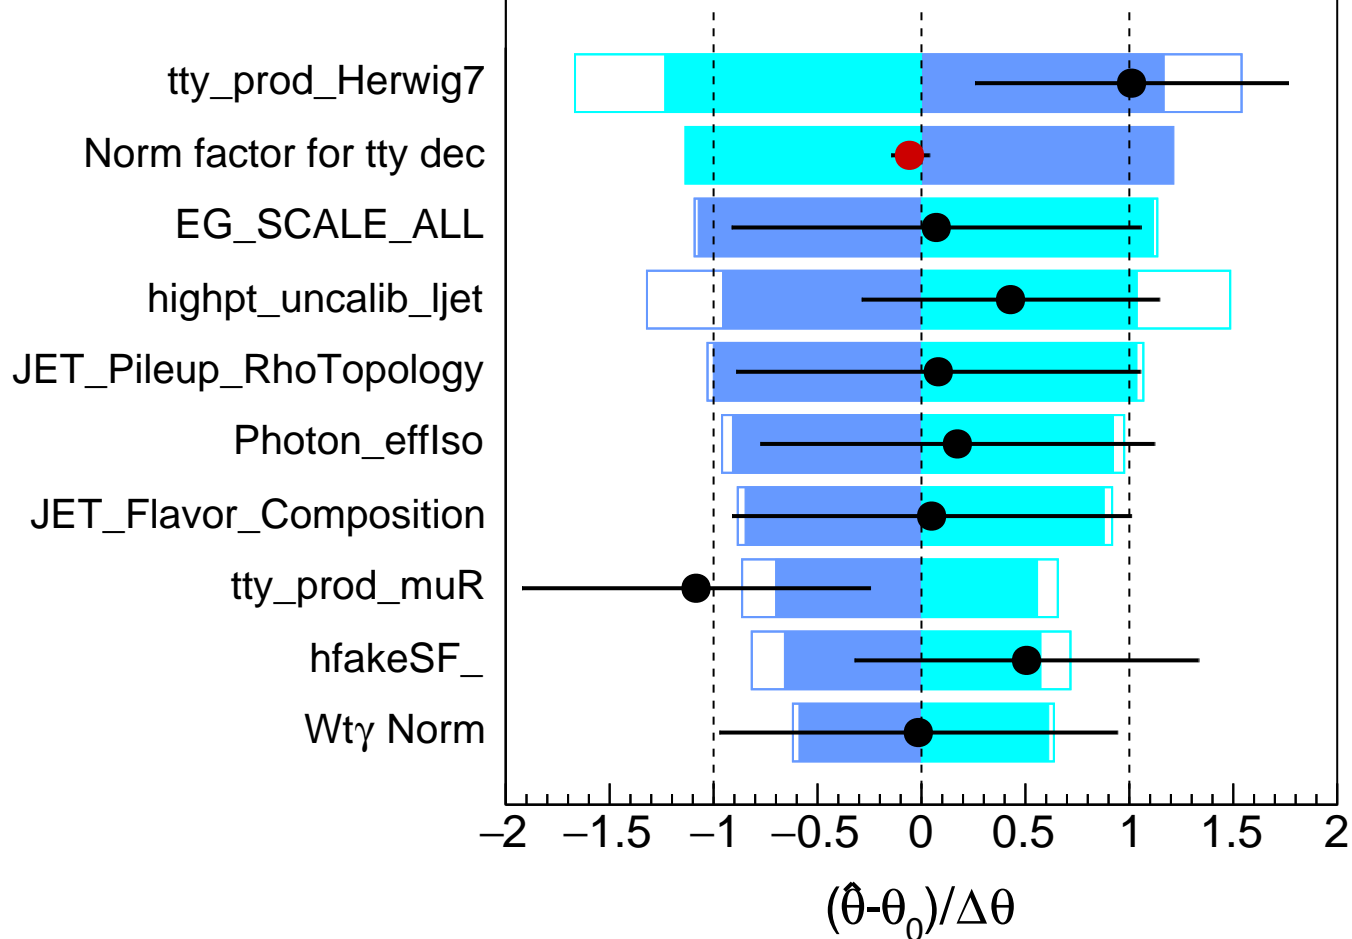 tty_prod_Herwig7
Norm factor for tty dec
EG_SCALE_ALL
highpt_uncalib_ljet
JET_Pileup_RhoTopology
Photon_effIso
JET_Flavor_Composition
tty_prod_muR
hfakeSF_
Wtγ Norm
−2 −1.5 −1 −0.5 0 0.5 1 1.5 2
(θ̂-θ₀)/Δθ